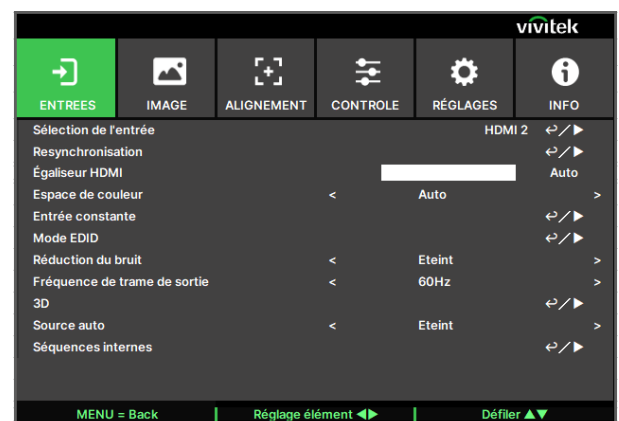 vivitek
ENTREES IMAGE ALIGNEMENT CONTROLE RÉGLAGES INFO
Sélection de l'entrée HDMI 2
Resynchronisation
Égaliseur HDMI Auto
Espace de couleur < Auto >
Entrée constante
Mode EDID
Réduction du bruit < Eteint >
Fréquence de trame de sortie < 60Hz >
3D
Source auto < Eteint >
Séquences internes
MENU = Back Réglage élément ◀▶ Défiler ▲▼